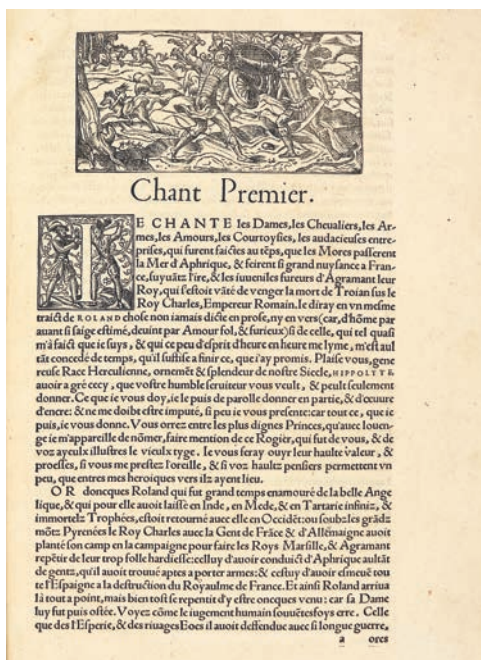 Chant Premier.
IE CHANTE les Dames, les Cheualiers, les Ar-
mes, les Amours, les Courtoysies, les audacieuses entre-
prises, qui furent faictes au tẽps, que les Mores passerent
la Mer d'Aphrique, & feirent si grand nuysance a Fran-
ce, suyuãtz l'ire, & les iuueniles fureurs d'Agramant leur
Roy, qui s'estoit vãté de venger la mort de Troian sus le
Roy Charles, Empereur Romain. Ie diray en vn mesme
traict de ROLAND chose non iamais dicte en prose, ny en vers (car, d'hõme par
auant si saige estimé, deuint par Amour fol, & furieux) si de celle, qui tel quasi
m'à faict que ie suys, & qui ce peu d'esprit d'heure en heure me lyme, m'est aul
tãt concedé de temps, qu'il suffise a finir ce, que i'ay promis. Plaise vous, gene
reuse Race Herculienne, ornemẽt & splendeur de nostre Siecle, HIPPOLYTE,
auoir a gré cecy, que vostre humble seruiteur vous veult, & peult seulement
donner. Ce que ie vous doy, ie le puis de parolle donner en partie, & d'œuure
d'encre: & ne me doibt estre imputé, si peu ie vous presente: car tout ce, que ie
puis, ie vous donne. Vous orrez entre les plus dignes Princes, qu'auec louen-
ge ie m'appareille de nõmer, faire mention de ce Rogier, qui fut de vous, & de
voz ayeulx illustres le vieulx tyge. Ie vous feray ouyr leur haulte valeur, &
proesses, si vous me prestez l'oreille, & si voz haultz pensiers permettent vn
peu, que entres mes heroiques vers ilz ayent lieu.
OR doncques Roland qui fut grand temps enamouré de la belle Ange
lique, & qui pour elle auoit laissé en Inde, en Mede, & en Tartarie infiniz, &
immortelz Trophées, estoit retourné auec elle en Occidẽt: ou soubz les grãdz
mõtz Pyrenées le Roy Charles auec la Gent de Frãce & d'Allemaigne auoit
planté son camp en la campaigne pour faire les Roys Marsille, & Agramant
repẽtir de leur trop folle hardiesse: celluy d'auoir conduict d'Aphrique aultãt
de gentz, qu'il auoit trouué aptes a porter armes: & cestuy d'auoir esmeuë tou
te l'Espaigne a la destruction du Royaulme de France. Et ainsi Roland arriua
là tout a point, mais bien tost se repentit d'y estre oncques venu: car sa Dame
luy fut puis ostée. Voyez cõme le iugement humain souuẽtesfoys erre. Celle
que des l'Esperie, & des riuages Eoes il auoit deffendue auec si longue guerre,
a ores